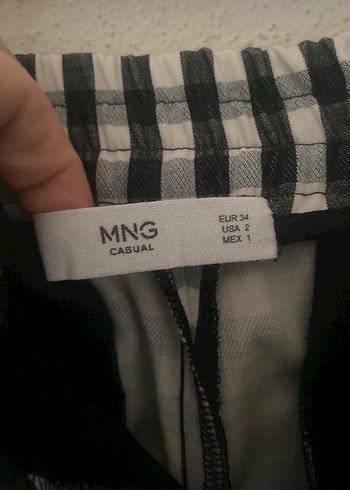 MNG
CASUAL
EUR 34
USA 2
MEX 1